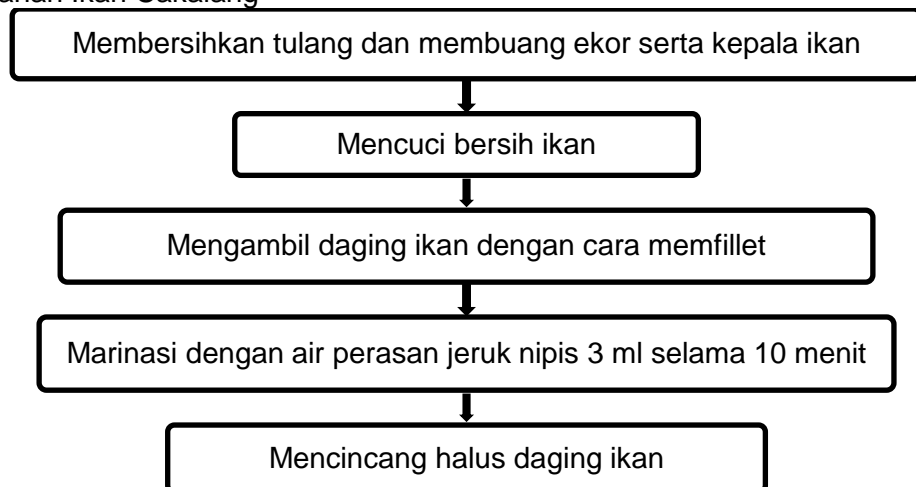 Ikan Cakalang
Membersihkan tulang dan membuang ekor serta kepala ikan
Mencuci bersih ikan
Mengambil daging ikan dengan cara memfillet
Marinasi dengan air perasan jeruk nipis 3 ml selama 10 menit
Mencincang halus daging ikan